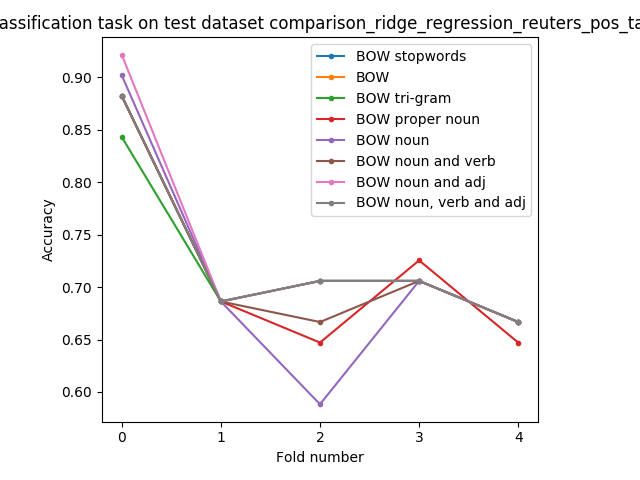 assification task on test dataset comparison_ridge_regression_reuters_pos_ta
BOW stopwords
BOW
BOW tri-gram
BOW proper noun
BOW noun
BOW noun and verb
BOW noun and adj
BOW noun, verb and adj
0.90
0.85
0.80
0.75
0.70
0.65
0.60
Accuracy
0 1 2 3 4
Fold number